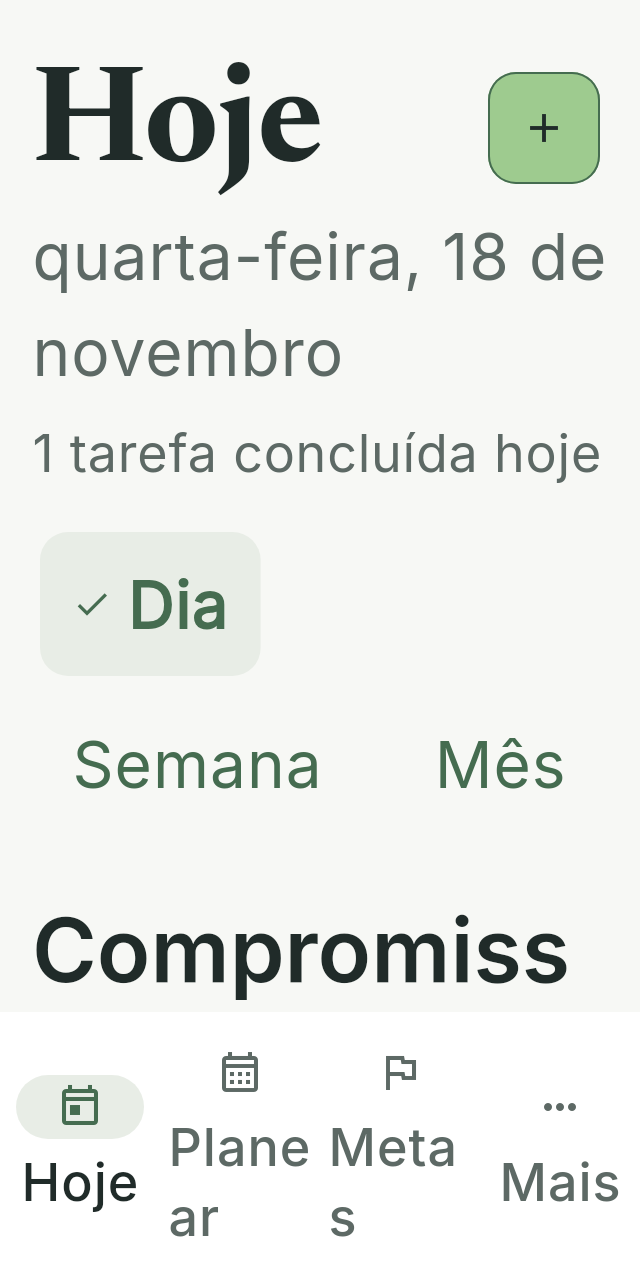 Hoje
+
quarta-feira, 18 de
novembro
1 tarefa concluída hoje
Dia
Semana
Mês
Compromiss
Hoje
Plane
ar
Meta
s
Mais